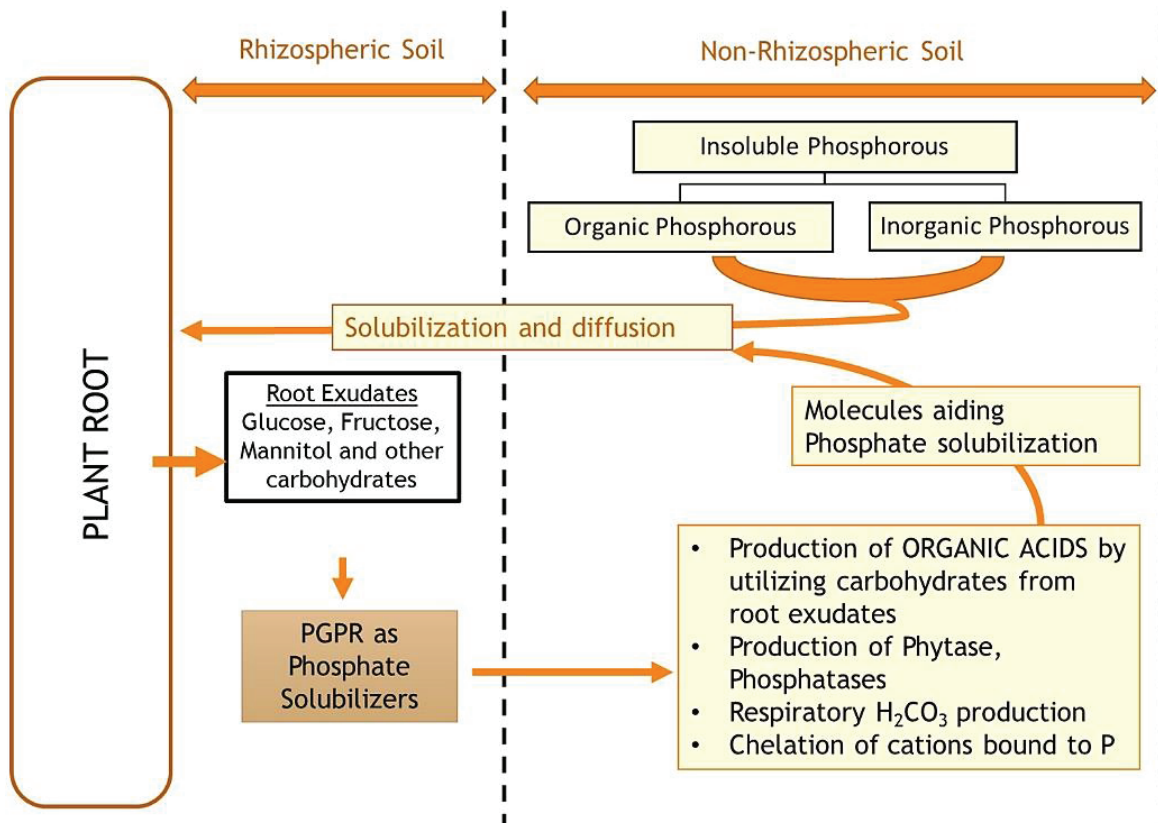 Rhizospheric Soil
Non-Rhizospheric Soil
Insoluble Phosphorous
Organic Phosphorous
Inorganic Phosphorous
Solubilization and diffusion
PLANT ROOT
Root Exudates
Glucose, Fructose,
Mannitol and other
carbohydrates
Molecules aiding
Phosphate solubilization
PGPR as
Phosphate
Solubilizers
• Production of ORGANIC ACIDS by
utilizing carbohydrates from
root exudates
• Production of Phytase,
Phosphatases
• Respiratory H₂CO₃ production
• Chelation of cations bound to P